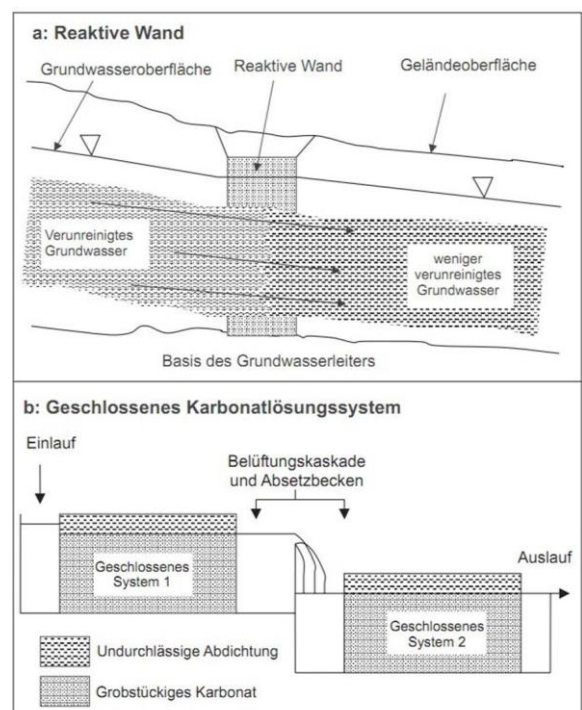 a: Reaktive Wand
Grundwasseroberfläche
Reaktive Wand
Geländeoberfläche
Verunreinigtes
Grundwasser
weniger
verunreinigtes
Grundwasser
Basis des Grundwasserleiters
b: Geschlossenes Karbonatlösungssystem
Einlauf
Belüftungskaskade
und Absetzbecken
Auslauf
Geschlossenes
System 1
Geschlossenes
System 2
Undurchlässige Abdichtung
Grobstückiges Karbonat